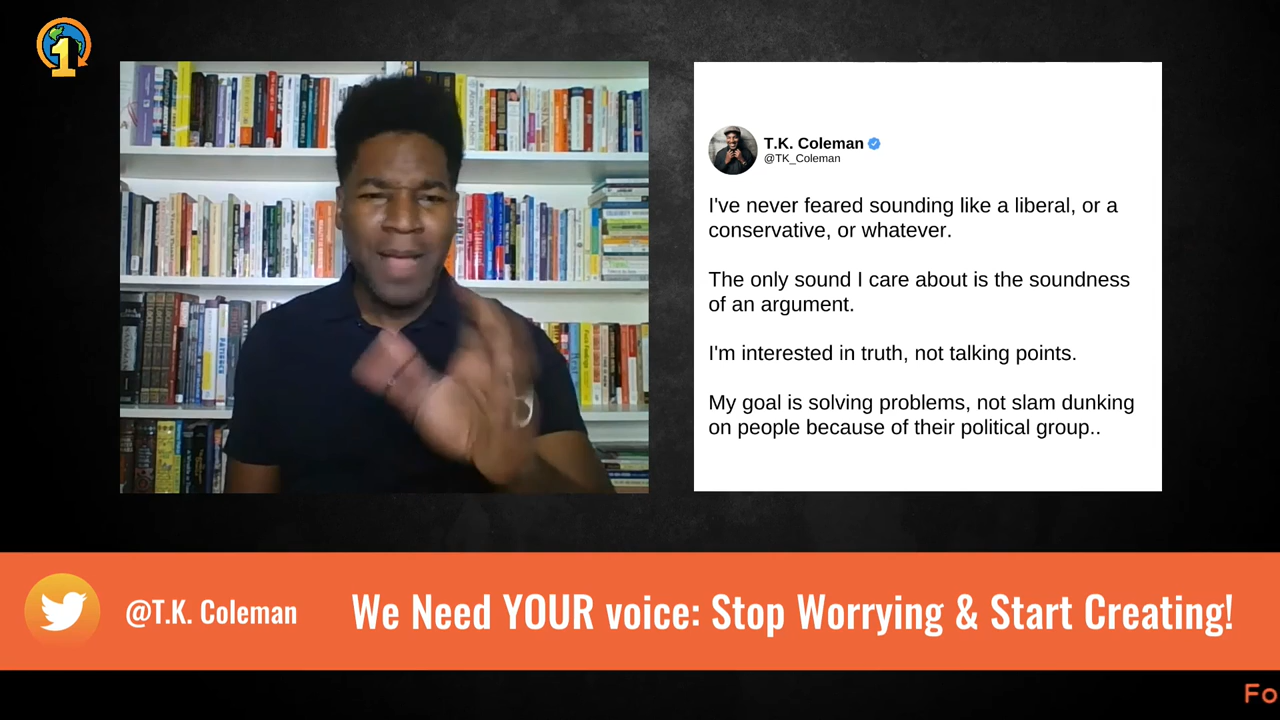 1
T.K. Coleman
@TK_Coleman
I've never feared sounding like a liberal, or a
conservative, or whatever.
The only sound I care about is the soundness
of an argument.
I'm interested in truth, not talking points.
My goal is solving problems, not slam dunking
on people because of their political group..
@T.K. Coleman
We Need YOUR voice: Stop Worrying & Start Creating!
Fo